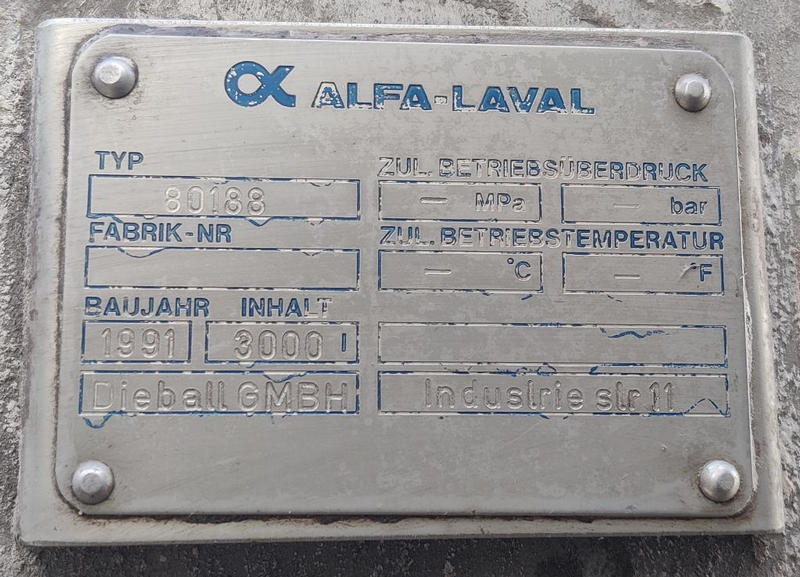 ALFA-LAVAL
TYP
80188
ZUL. BETRIEBSÜBERDRUCK
— MPa — bar
FABRIK-NR
ZUL. BETRIEBSTEMPERATUR
— °C — °F
BAUJAHR INHALT
1991 3000 l
Dieball GMBH Industrie str 11